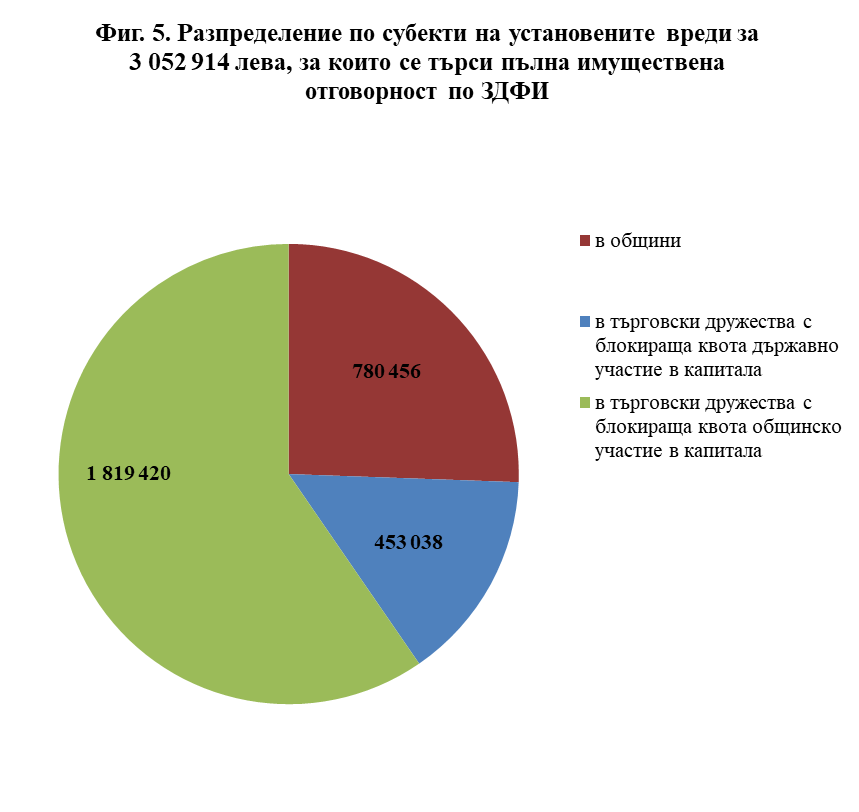 Фиг. 5. Разпределение по субекти на установените вреди за
3 052 914 лева, за които се търси пълна имуществена
отговорност по ЗДФИ
в общини
в търговски дружества с
блокираща квота държавно
участие в капитала
в търговски дружества с
блокираща квота общинско
участие в капитала
780 456
1 819 420
453 038